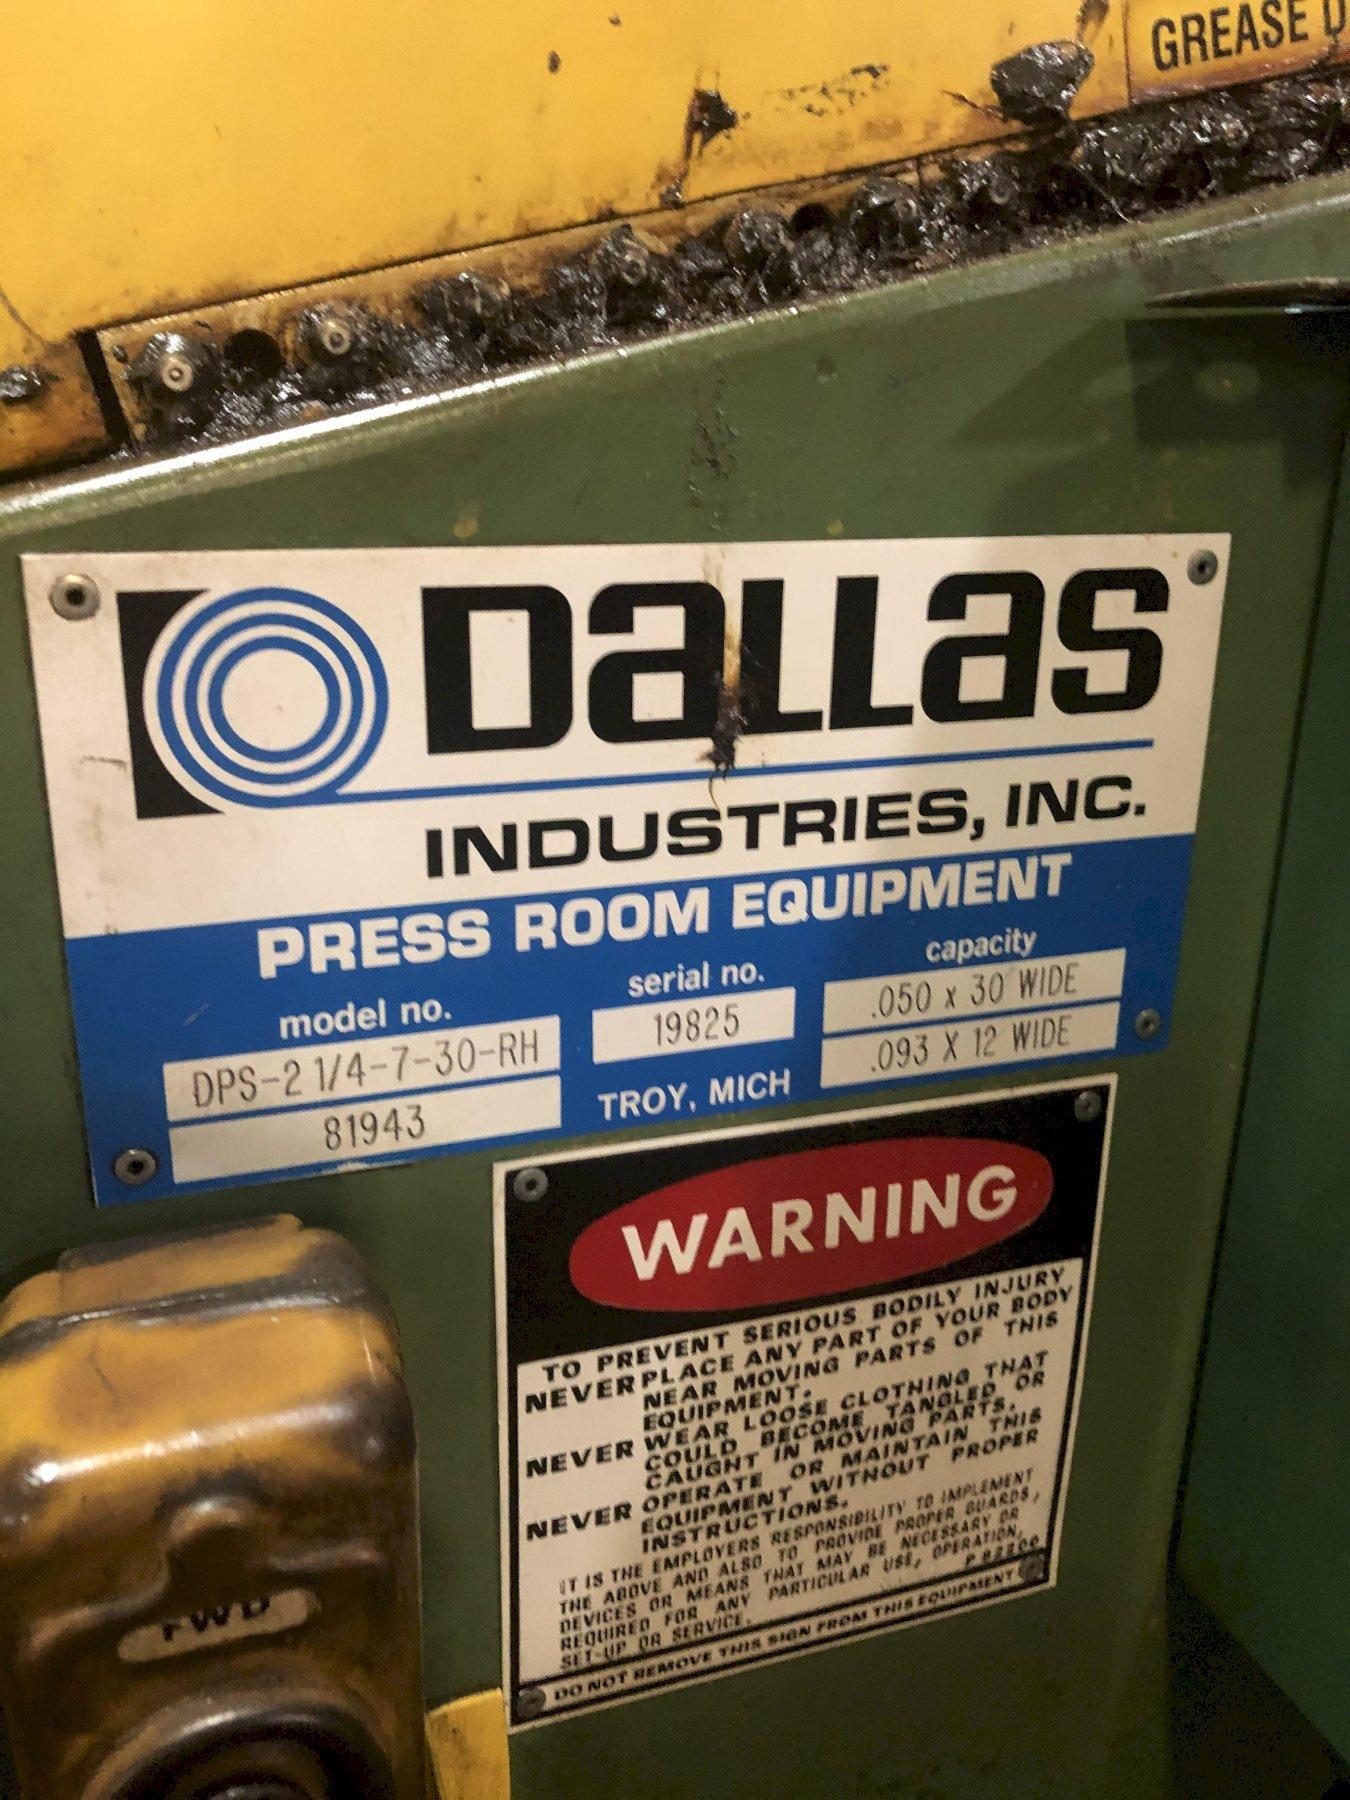 GREASE D
DALLAS
INDUSTRIES, INC.
PRESS ROOM EQUIPMENT
model no.
serial no.
capacity
DPS-2 1/4-7-30-RH
19825
.050 x 30 WIDE
81943
TROY, MICH
.093 X 12 WIDE
WARNING
TO PREVENT SERIOUS BODILY INJURY
NEVER PLACE ANY PART OF YOUR BODY
NEAR MOVING PARTS OF THIS
EQUIPMENT.
NEVER WEAR LOOSE CLOTHING THAT
COULD BECOME TANGLED OR
CAUGHT IN MOVING PARTS.
NEVER OPERATE OR MAINTAIN THIS
EQUIPMENT WITHOUT PROPER
INSTRUCTIONS.
IT IS THE EMPLOYERS RESPONSIBILITY TO IMPLEMENT
THE ABOVE AND ALSO TO PROVIDE PROPER GUARDS,
DEVICES OR MEANS THAT MAY BE NECESSARY OR
REQUIRED FOR ANY PARTICULAR USE, OPERATION,
SET-UP OR SERVICE.
DO NOT REMOVE THIS SIGN FROM THIS EQUIPMENT
FWD